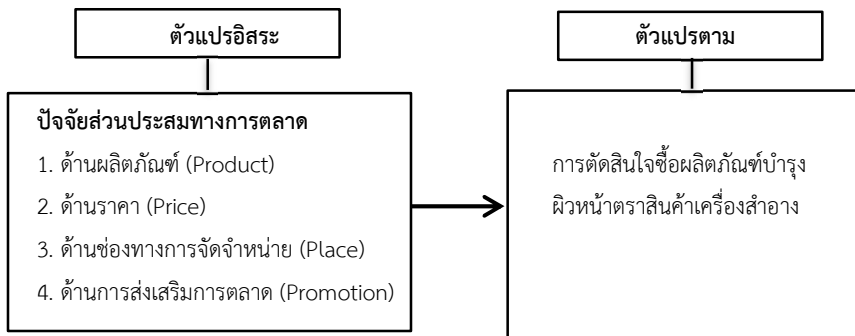 ตัวแปรอิสระ
ปัจจัยส่วนประสมทางการตลาด
1. ด้านผลิตภัณฑ์ (Product)
2. ด้านราคา (Price)
3. ด้านช่องทางการจัดจำหน่าย (Place)
4. ด้านการส่งเสริมการตลาด (Promotion)
ตัวแปรตาม
การตัดสินใจซื้อผลิตภัณฑ์บำรุง
ผิวหน้าตราสินค้าเครื่องสำอาง